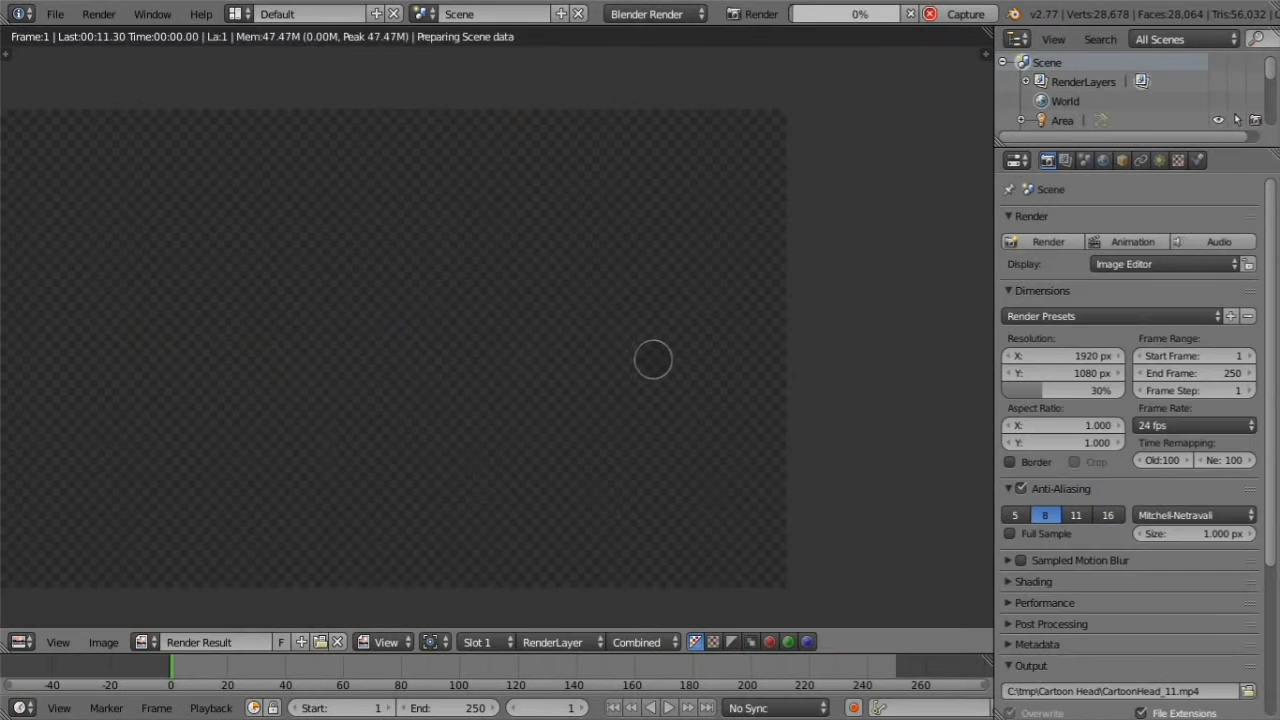 File Render Window Help Default Scene Blender Render Render 0% Capture v2.77 | Verts:28,678 | Faces:28,064 | Tris:56,032
Frame:1 | Last:00:11.30 Time:00:00.00 | La:1 | Mem:47.47M (0.00M, Peak 47.47M) | Preparing Scene data
View Search All Scenes
Scene
RenderLayers
World
Area
Scene
Render
Render Animation Audio
Display: Image Editor
Dimensions
Render Presets
Resolution: Frame Range:
X: 1920 px Start Frame: 1
Y: 1080 px End Frame: 250
30% Frame Step: 1
Aspect Ratio: Frame Rate:
X: 1.000 24 fps
Y: 1.000 Time Remapping:
Border Crop Old:100 Ne: 100
Anti-Aliasing
5 8 11 16 Mitchell-Netravali
Full Sample Size: 1.000 px
Sampled Motion Blur
Shading
Performance
Post Processing
Metadata
Output
C:\tmp\Cartoon Head\CartoonHead_11.mp4
Overwrite File Extensions
View Image Render Result F View Slot 1 RenderLayer Combined
-40 -20 0 20 40 60 80 100 120 140 160 180 200 220 240 260
View Marker Frame Playback Start: 1 End: 250 1 No Sync